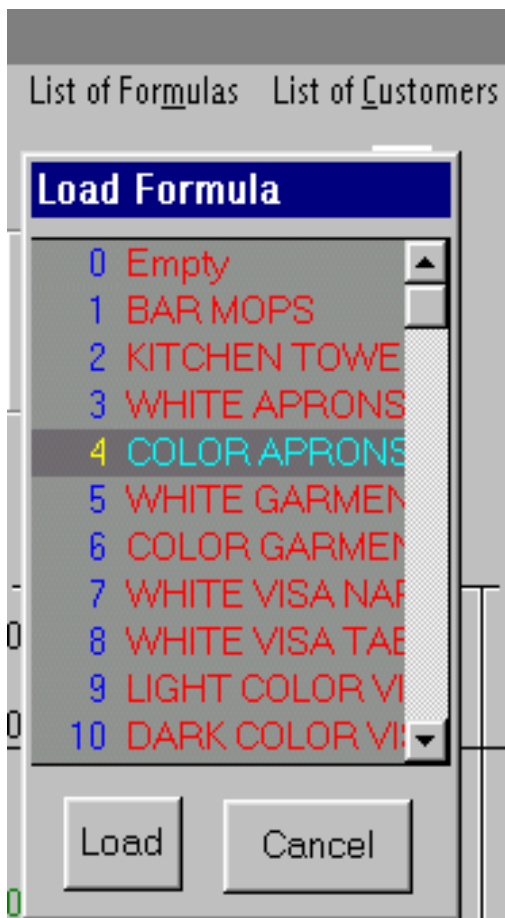 List of Formulas List of Customers
Load Formula
0 Empty
1 BAR MOPS
2 KITCHEN TOWE
3 WHITE APRONS
4 COLOR APRONS
5 WHITE GARMEN
6 COLOR GARMEN
7 WHITE VISA NAP
8 WHITE VISA TAB
9 LIGHT COLOR VI
10 DARK COLOR VIS
Load Cancel